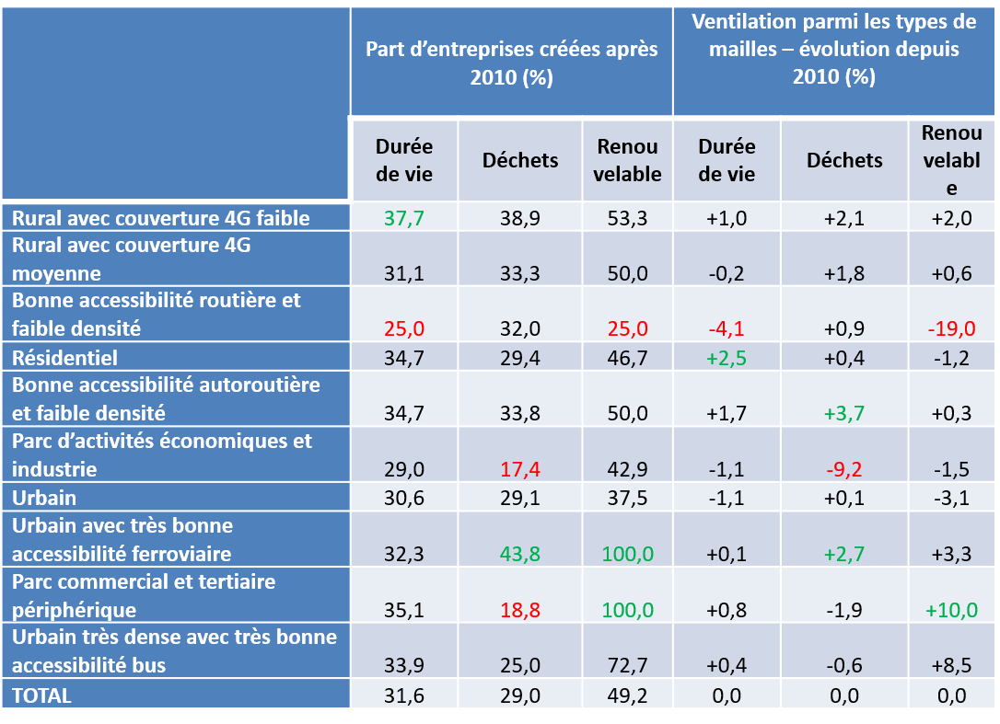 Part d’entreprises créées après
2010 (%)
Ventilation parmi les types de
mailles – évolution depuis
2010 (%)
Durée
de vie
Déchets
Renou
velable
Durée
de vie
Déchets
Renou
velabl
e
Rural avec couverture 4G faible
37,7 38,9 53,3 +1,0 +2,1 +2,0
Rural avec couverture 4G
moyenne
31,1 33,3 50,0 -0,2 +1,8 +0,6
Bonne accessibilité routière et
faible densité
25,0 32,0 25,0 -4,1 +0,9 -19,0
Résidentiel
34,7 29,4 46,7 +2,5 +0,4 -1,2
Bonne accessibilité autoroutière
et faible densité
34,7 33,8 50,0 +1,7 +3,7 +0,3
Parc d’activités économiques et
industrie
29,0 17,4 42,9 -1,1 -9,2 -1,5
Urbain
30,6 29,1 37,5 -1,1 +0,1 -3,1
Urbain avec très bonne
accessibilité ferroviaire
32,3 43,8 100,0 +0,1 +2,7 +3,3
Parc commercial et tertiaire
périphérique
35,1 18,8 100,0 +0,8 -1,9 +10,0
Urbain très dense avec très bonne
accessibilité bus
33,9 25,0 72,7 +0,4 -0,6 +8,5
TOTAL
31,6 29,0 49,2 0,0 0,0 0,0